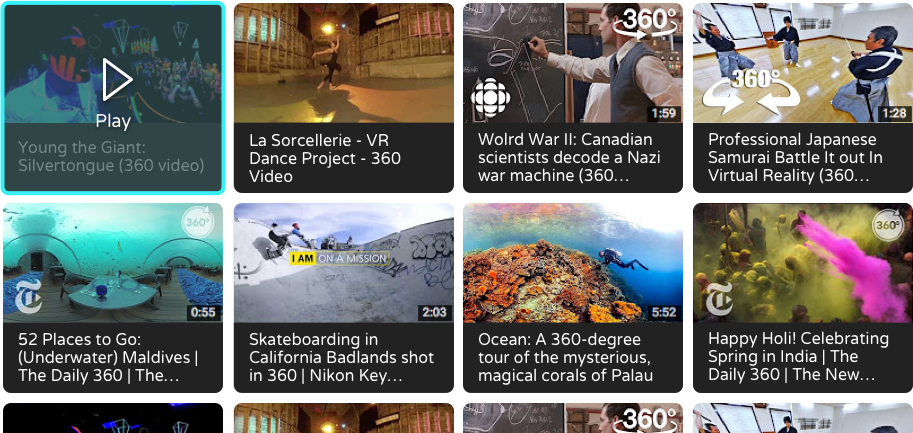 Play
Young the Giant:
Silvertongue (360 video)
La Sorcellerie - VR
Dance Project - 360
Video
360°
1:59
Wolrd War II: Canadian
scientists decode a Nazi
war machine (360...
360°
1:28
Professional Japanese
Samurai Battle It out In
Virtual Reality (360...
360°
T
0:55
52 Places to Go:
(Underwater) Maldives |
The Daily 360 | The...
I AM ON A MISSION
2:03
Skateboarding in
California Badlands shot
in 360 | Nikon Key...
5:52
Ocean: A 360-degree
tour of the mysterious,
magical corals of Palau
360°
T
Happy Holi! Celebrating
Spring in India | The
Daily 360 | The New...
360°